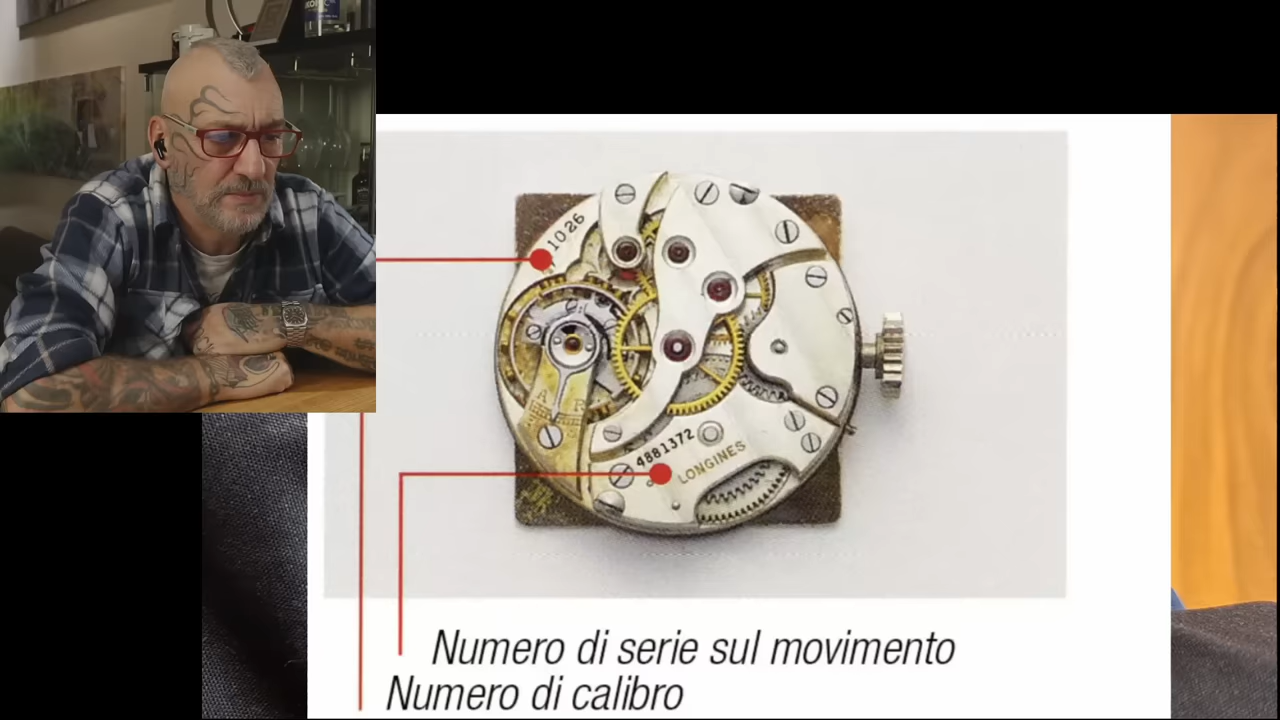 1026
A R
4881372
LONGINES
Numero di serie sul movimento
Numero di calibro